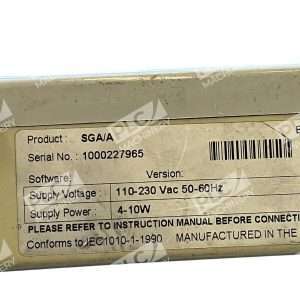 Product : SGA/A
Serial No. : 1000227965
Software: Version:
Supply Voltage : 110-230 Vac 50-60Hz
Supply Power : 4-10W
PLEASE REFER TO INSTRUCTION MANUAL BEFORE CONNECTI
Conforms to IEC1010-1-1990 MANUFACTURED IN THE